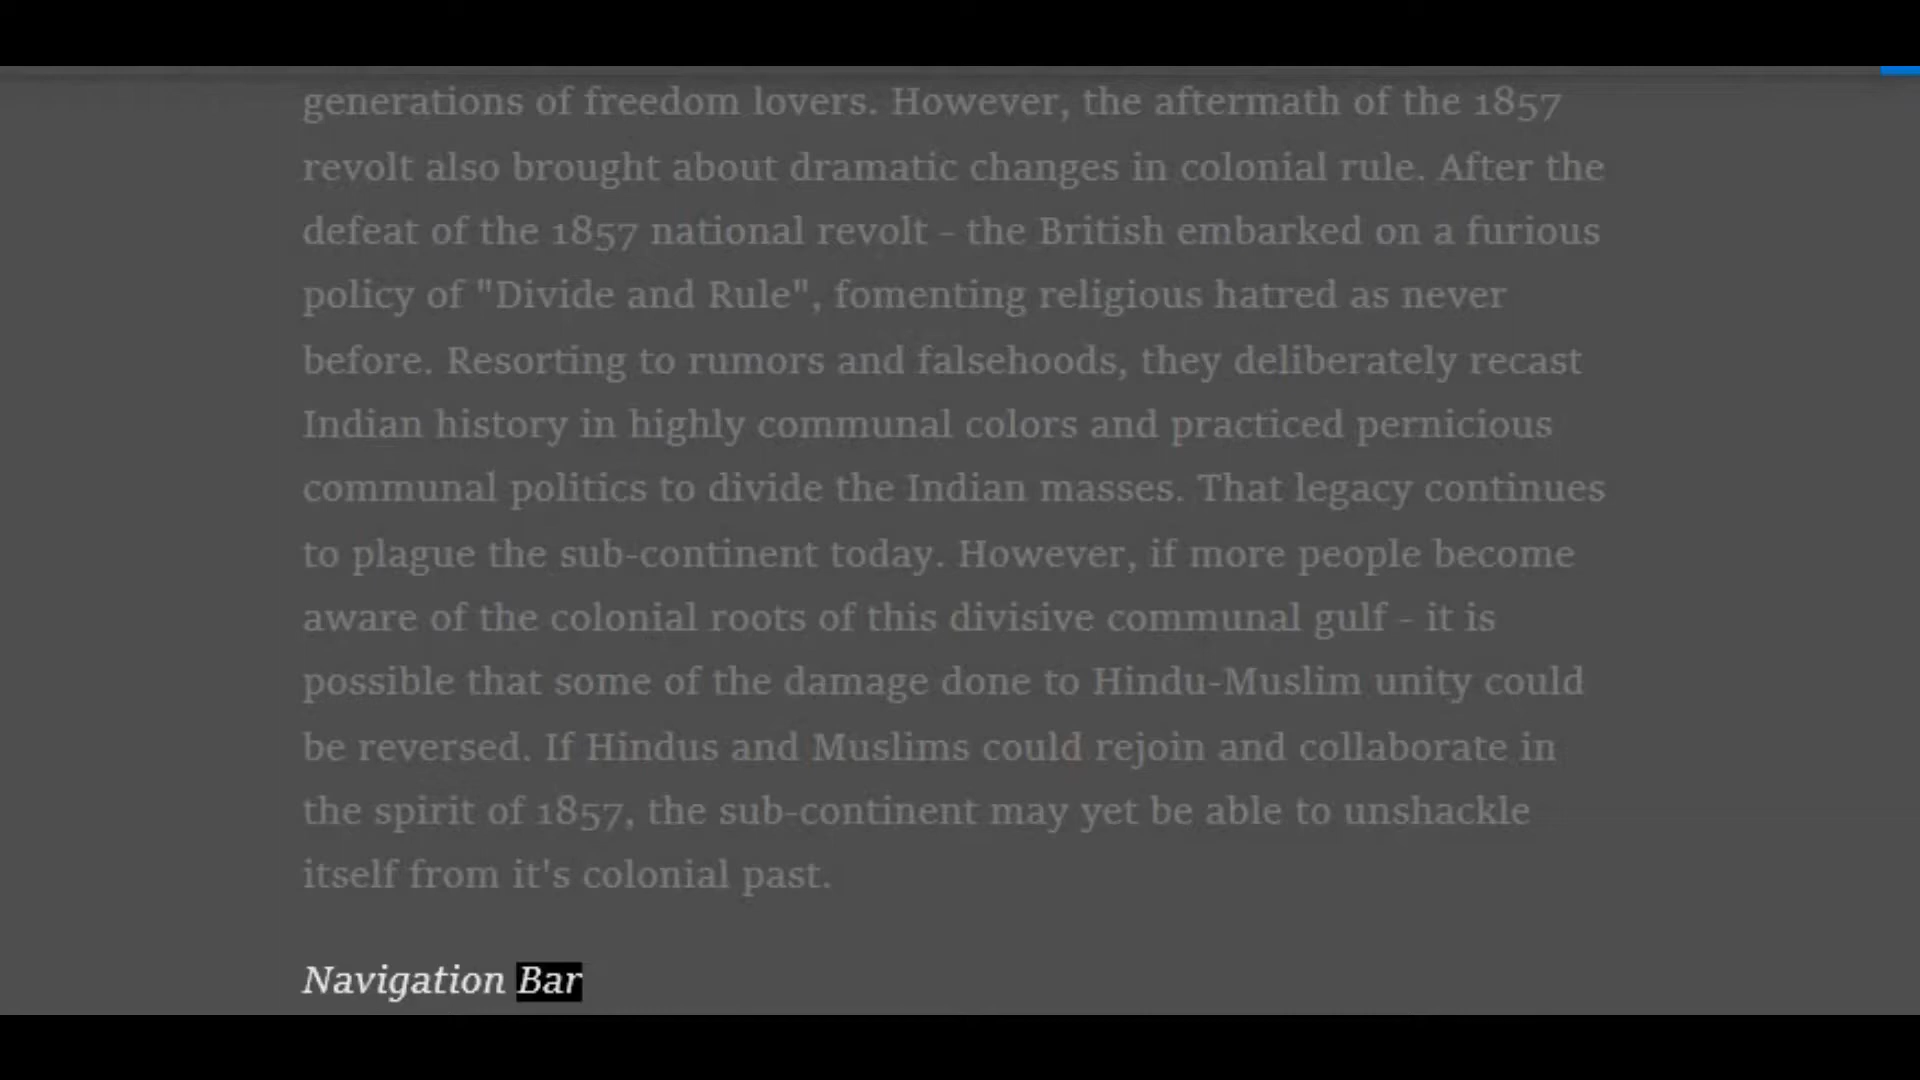 generations of freedom lovers. However, the aftermath of the 1857
revolt also brought about dramatic changes in colonial rule. After the
defeat of the 1857 national revolt - the British embarked on a furious
policy of "Divide and Rule", fomenting religious hatred as never
before. Resorting to rumors and falsehoods, they deliberately recast
Indian history in highly communal colors and practiced pernicious
communal politics to divide the Indian masses. That legacy continues
to plague the sub-continent today. However, if more people become
aware of the colonial roots of this divisive communal gulf - it is
possible that some of the damage done to Hindu-Muslim unity could
be reversed. If Hindus and Muslims could rejoin and collaborate in
the spirit of 1857, the sub-continent may yet be able to unshackle
itself from it's colonial past.
Navigation Bar